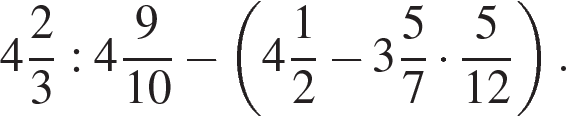 4 2/3 : 4 9/10 − (4 1/2 − 3 5/7 · 5/12).